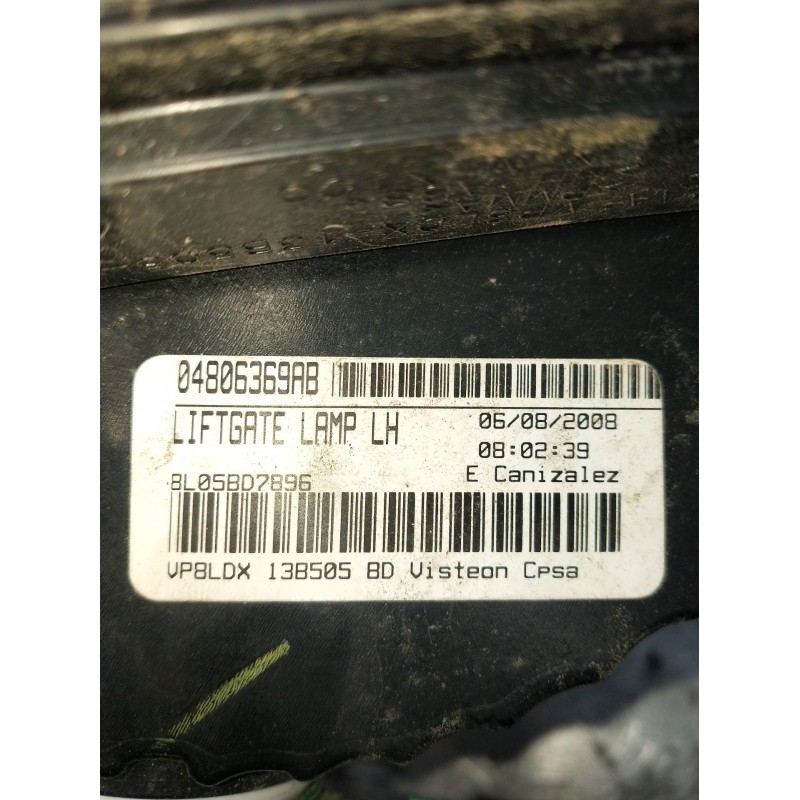 04806369AB
LIFTGATE LAMP LH
06/08/2008
08:02:39
8L05BD7896
E Canizalez
VP8LDX 13B505 BD Visteon Cpsa